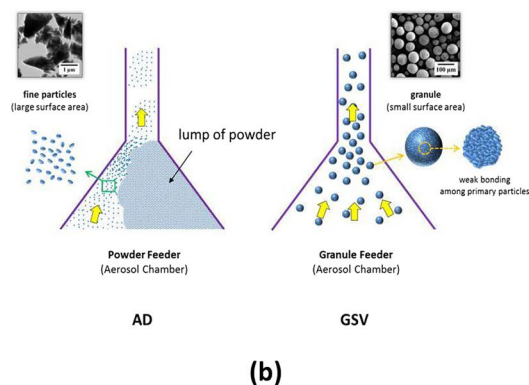 1 μm
fine particles
(large surface area)
lump of powder
Powder Feeder
(Aerosol Chamber)
AD
100 μm
granule
(small surface area)
weak bonding
among primary particles
Granule Feeder
(Aerosol Chamber)
GSV
(b)